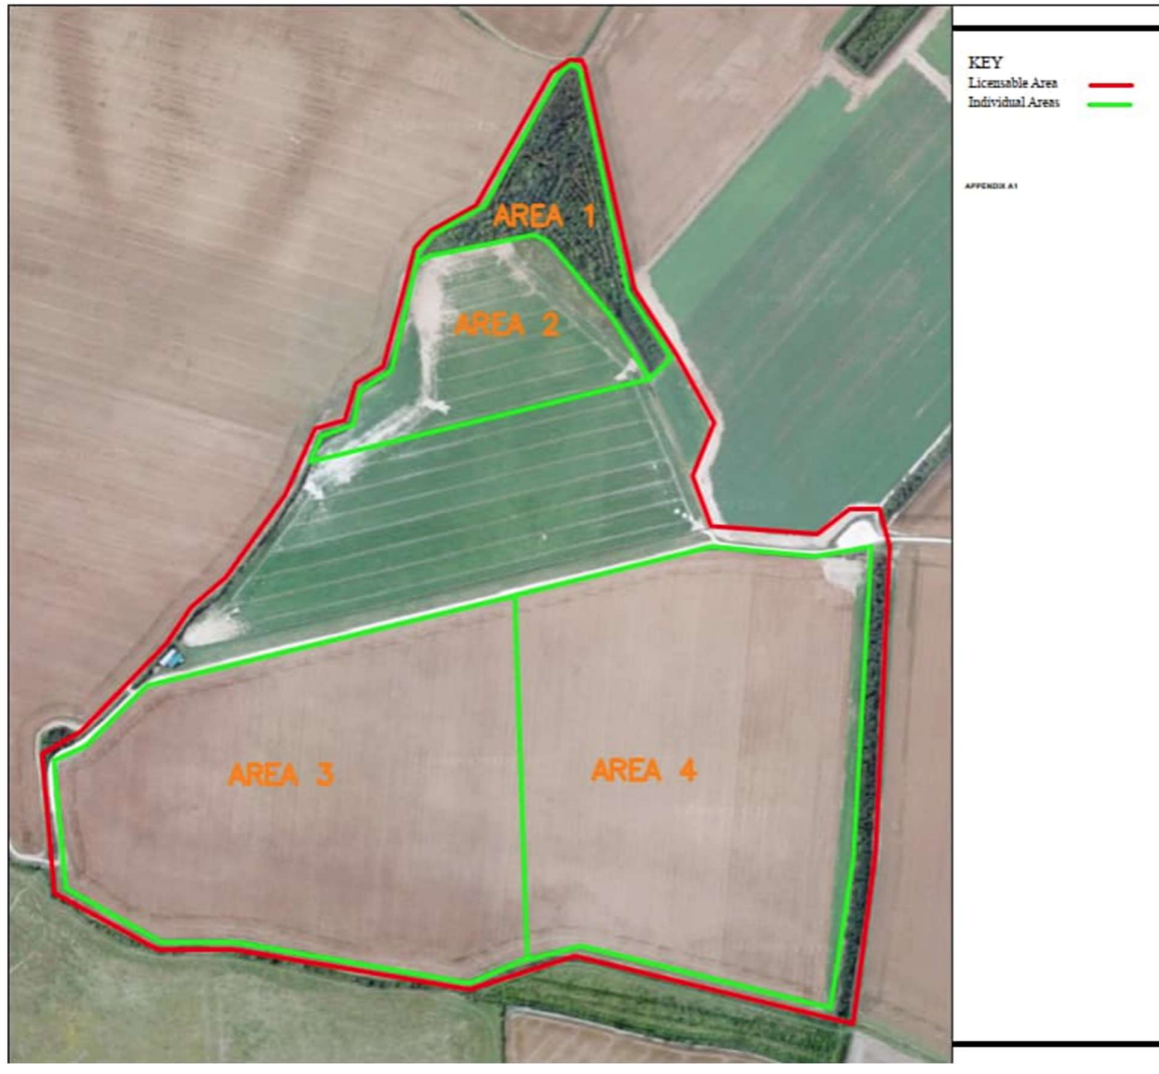 KEY
Licensable Area
Individual Areas
APPENDIX A1
AREA 1
AREA 2
AREA 3
AREA 4